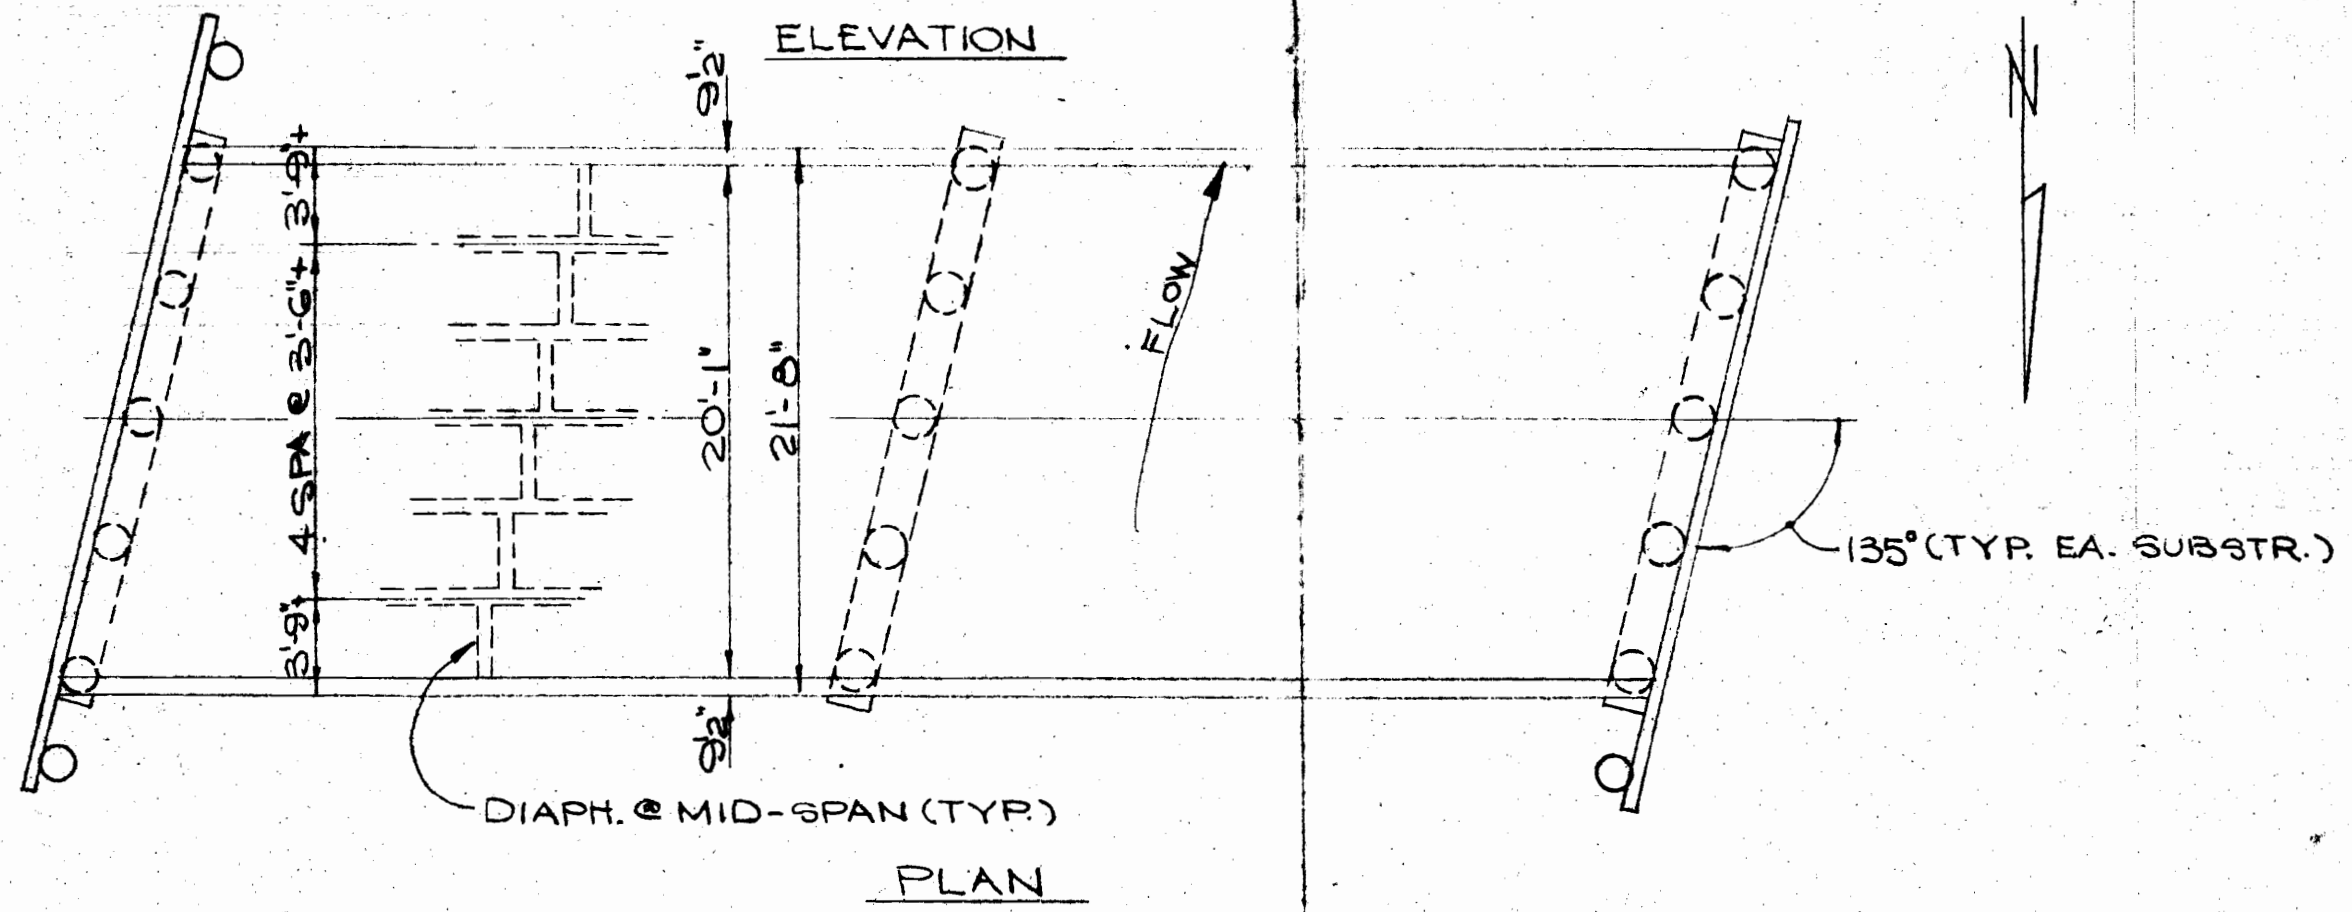 ELEVATION
N
9½"
3'-9"±
4 SPA @ 3'-6"±
3'-9"±
20'-1"
21'-8"
FLOW
135° (TYP. EA. SUBSTR.)
9½"
DIAPH. @ MID-SPAN (TYP.)
PLAN